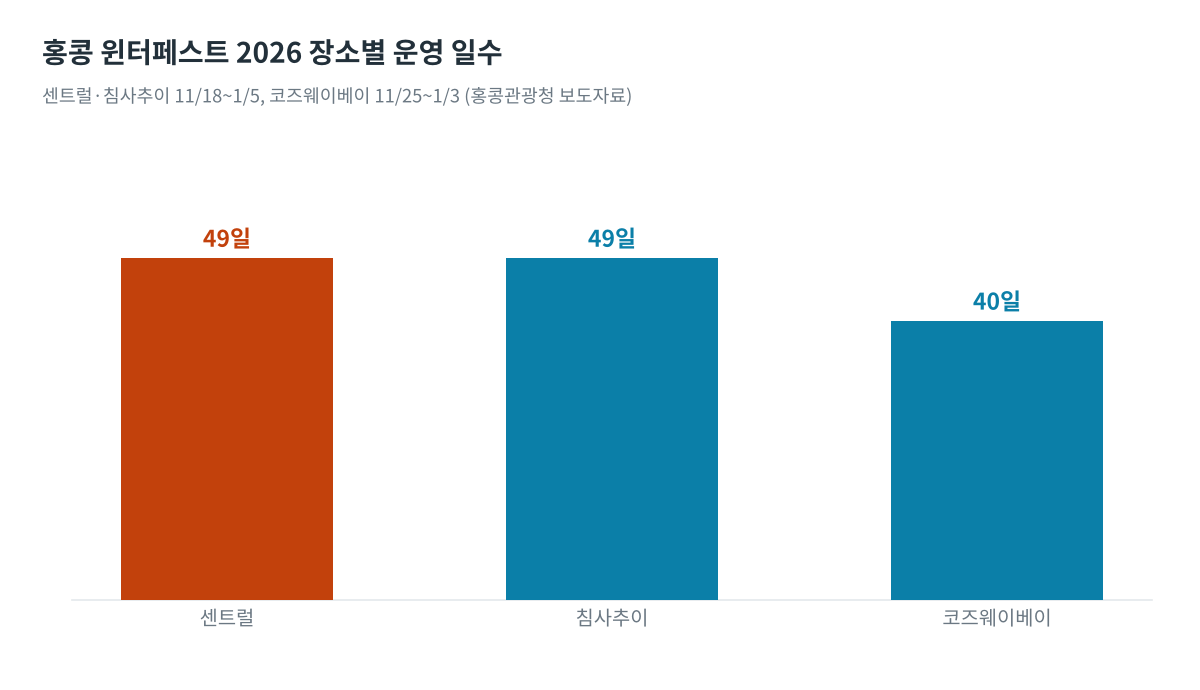 홍콩 윈터페스트 2026 장소별 운영 일수
센트럴·침사추이 11/18~1/5, 코즈웨이베이 11/25~1/3 (홍콩관광청 보도자료)
49일
49일
40일
센트럴
침사추이
코즈웨이베이